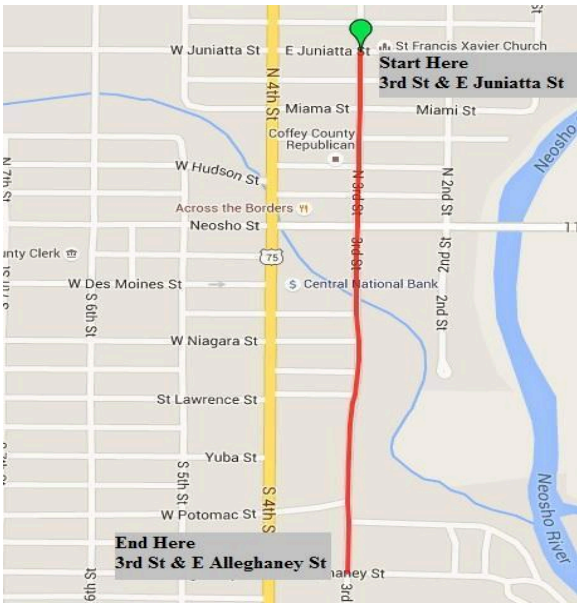 W Juniatta St
E Juniatta St
St Francis Xavier Church
Start Here
3rd St & E Juniatta St
N 4th St
Miama St
Miami St
Coffey County
Republican
Neosho
N 7th St
W Hudson St
N 3rd St
N 2nd St
Across the Borders
Neosho St
11
3rd St
2nd St
unty Clerk
75
W Des Moines St
Central National Bank
2nd St
S 6th St
W Niagara St
St Lawrence St
Yuba St
S 5th St
S 4th S
Neosho River
W Potomac St
End Here
3rd St & E Alleghaney St
haney St
6th St
3rd